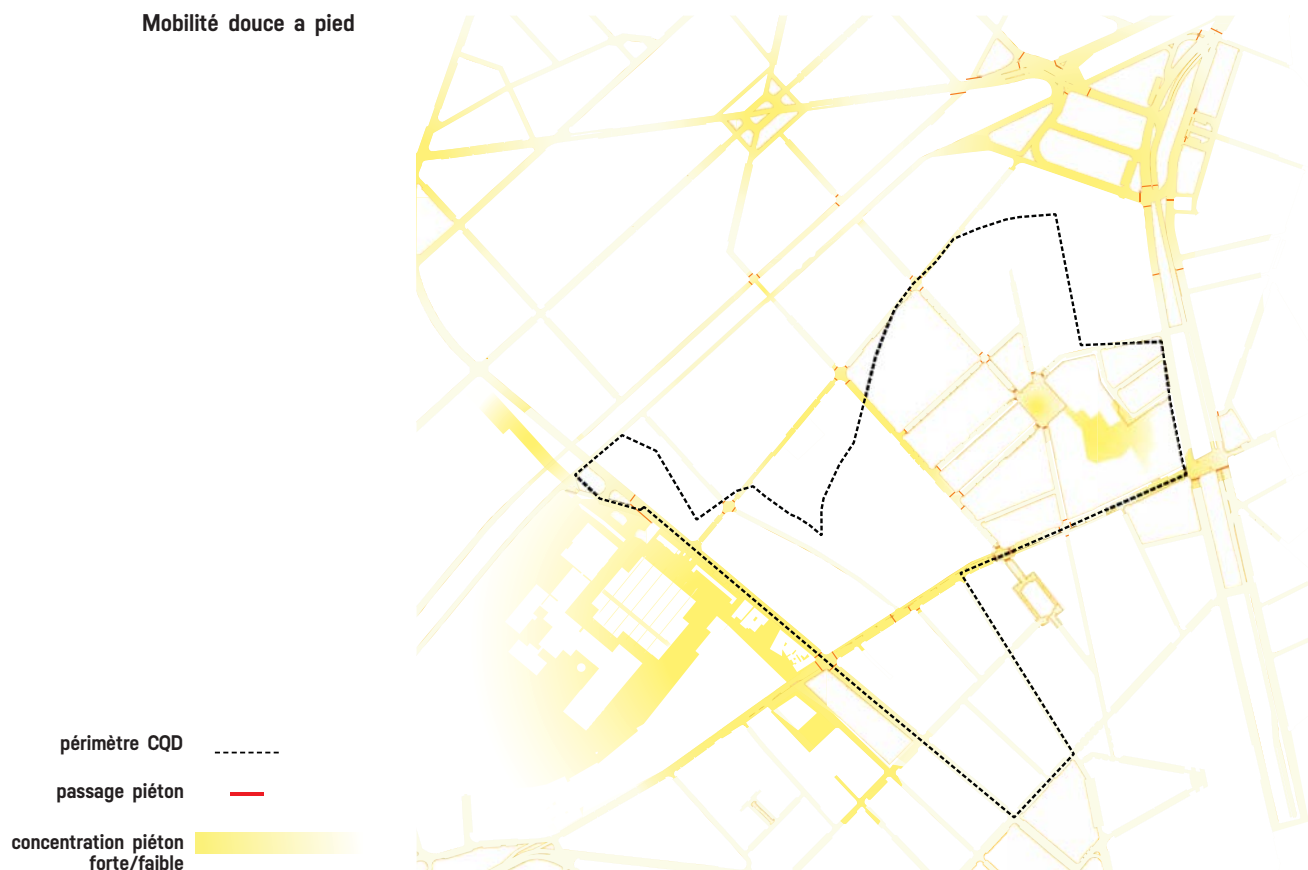 Mobilité douce a pied
périmètre CQD
passage piéton
concentration piéton
forte/faible